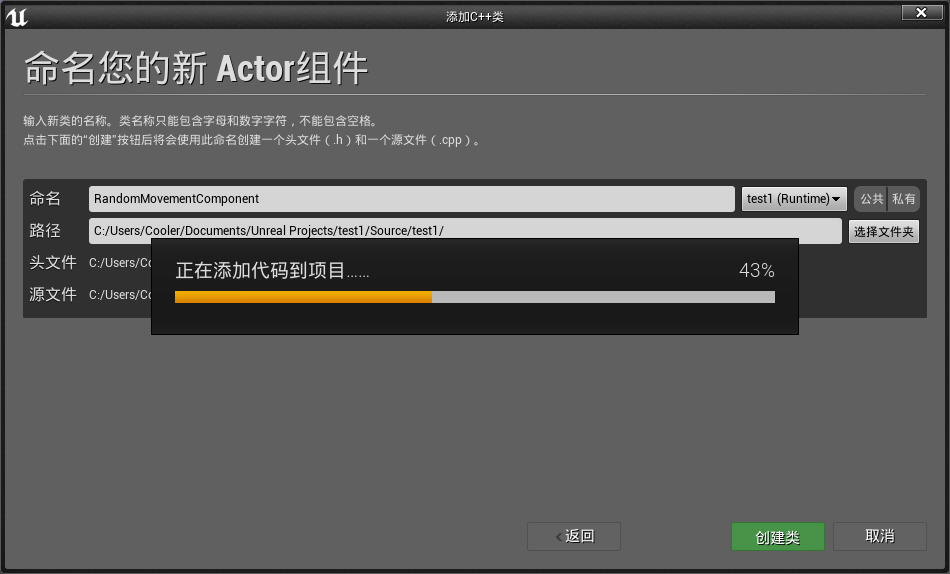 添加C++类
命名您的新 Actor组件
输入新类的名称。类名称只能包含字母和数字字符，不能包含空格。
点击下面的“创建”按钮后将会使用此命名创建一个头文件（.h）和一个源文件（.cpp）。
命名 RandomMovementComponent test1 (Runtime) 公共 私有
路径 C:/Users/Cooler/Documents/Unreal Projects/test1/Source/test1/ 选择文件夹
头文件 C:/Users/Co
正在添加代码到项目…… 43%
源文件 C:/Users/Co
返回 创建类 取消